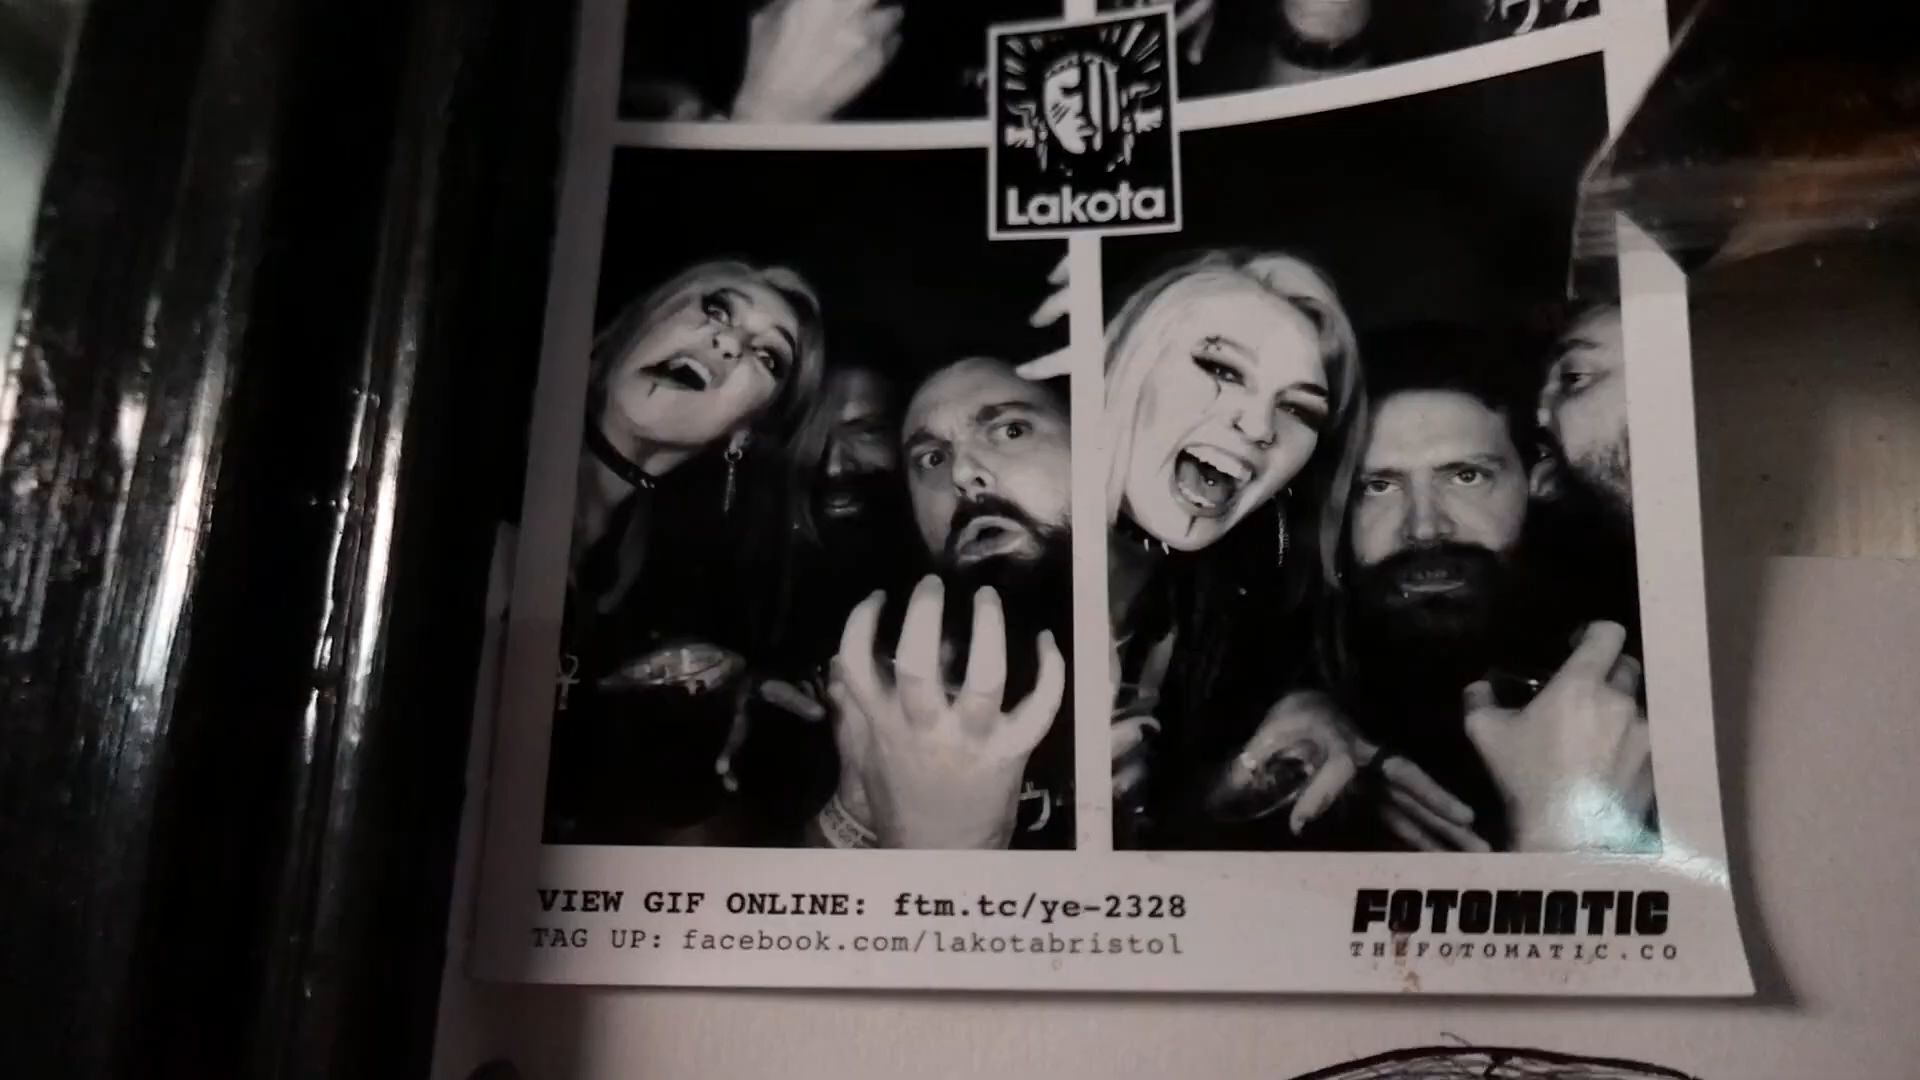 Lakota
VIEW GIF ONLINE: ftm.tc/ye-2328
TAG UP: facebook.com/lakotabristol
FOTOMATIC
THEFOTOMATIC.CO